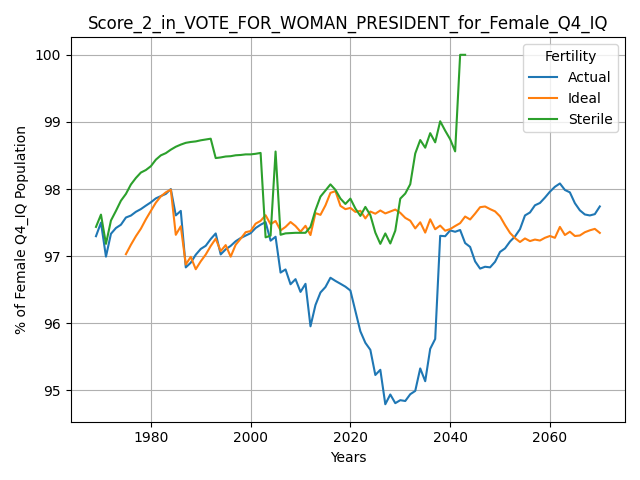 Score_2_in_VOTE_FOR_WOMAN_PRESIDENT_for_Female_Q4_IQ
% of Female Q4_IQ Population
100
99
98
97
96
95
Fertility
Actual
Ideal
Sterile
1980 2000 2020 2040 2060
Years